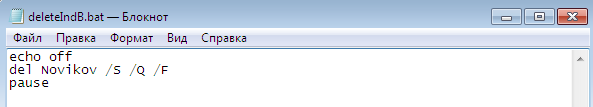 deleteIndB.bat — Блокнот
Файл Правка Формат Вид Справка
echo off
del Novikov /S /Q /F
pause